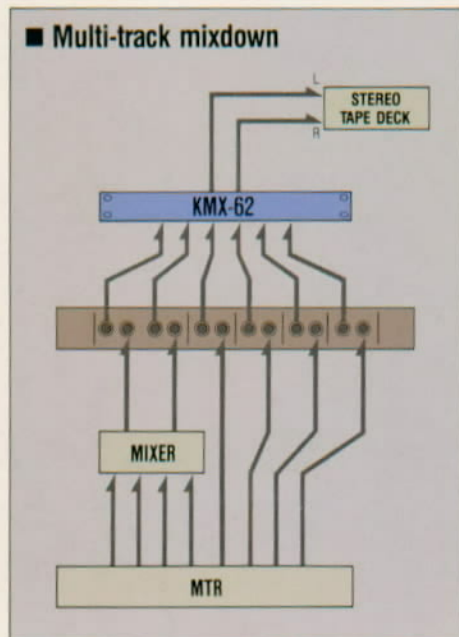 ■ Multi-track mixdown
L
STEREO
TAPE DECK
R
KMX-62
MIXER
MTR